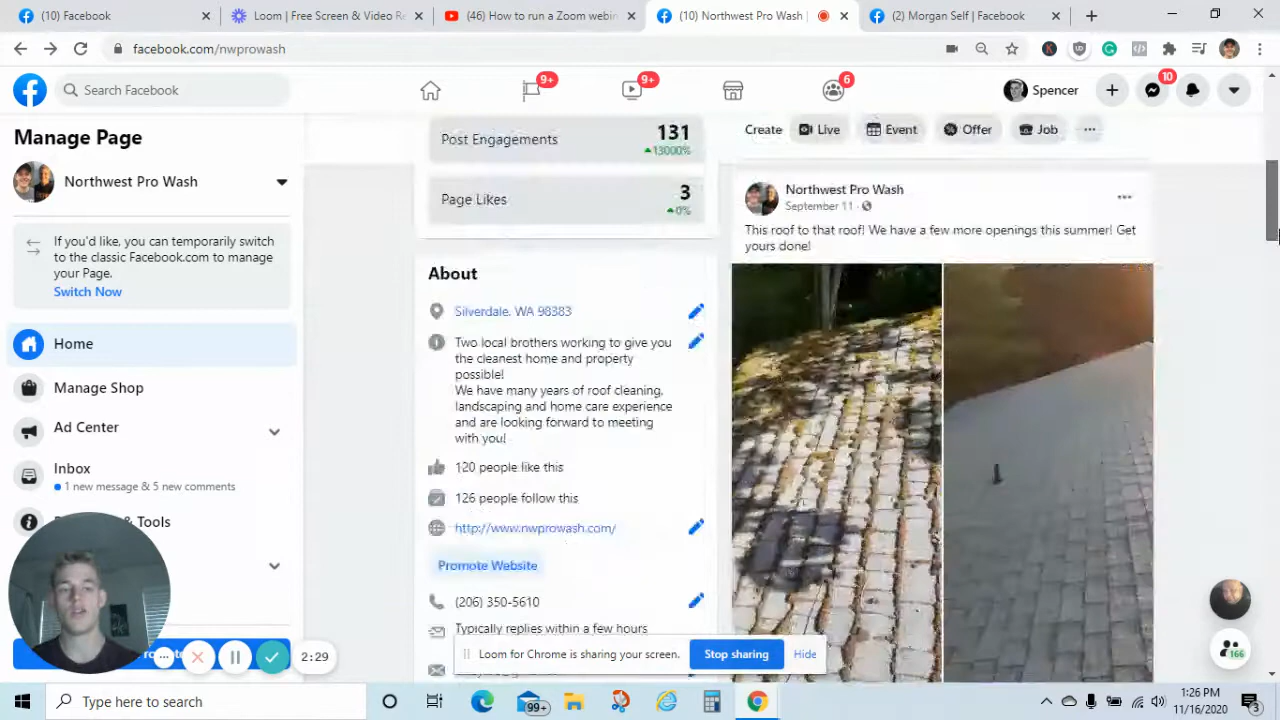 (10) Facebook
Loom | Free Screen & Video Re
(46) How to run a Zoom webin
(10) Northwest Pro Wash |
(2) Morgan Self | Facebook
facebook.com/nwprowash
Search Facebook
9+
9+
6
Spencer
10
Manage Page
Northwest Pro Wash
If you'd like, you can temporarily switch
to the classic Facebook.com to manage
your Page.
Switch Now
Home
Manage Shop
Ad Center
Inbox
1 new message & 5 new comments
& Tools
2:29
Post Engagements
131
13000%
Page Likes
3
0%
About
Silverdale, WA 98383
Two local brothers working to give you
the cleanest home and property
possible!
We have many years of roof cleaning,
landscaping and home care experience
and are looking forward to meeting
with you!
120 people like this
126 people follow this
http://www.nwprowash.com/
Promote Website
(206) 350-5610
Typically replies within a few hours
Create
Live
Event
Offer
Job
Northwest Pro Wash
September 11 ·
This roof to that roof! We have a few more openings this summer! Get
yours done!
166
Loom for Chrome is sharing your screen.
Stop sharing
Hide
Type here to search
99+
1:26 PM
11/16/2020
3